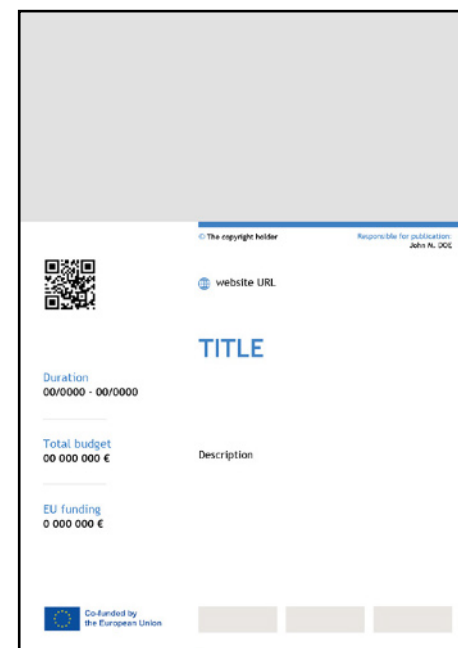 © The copyright holder
Responsible for publication:
John N. DOE
website URL
TITLE
Duration
00/0000 - 00/0000
Total budget
00 000 000 €
Description
EU funding
0 000 000 €
Co-funded by
the European Union